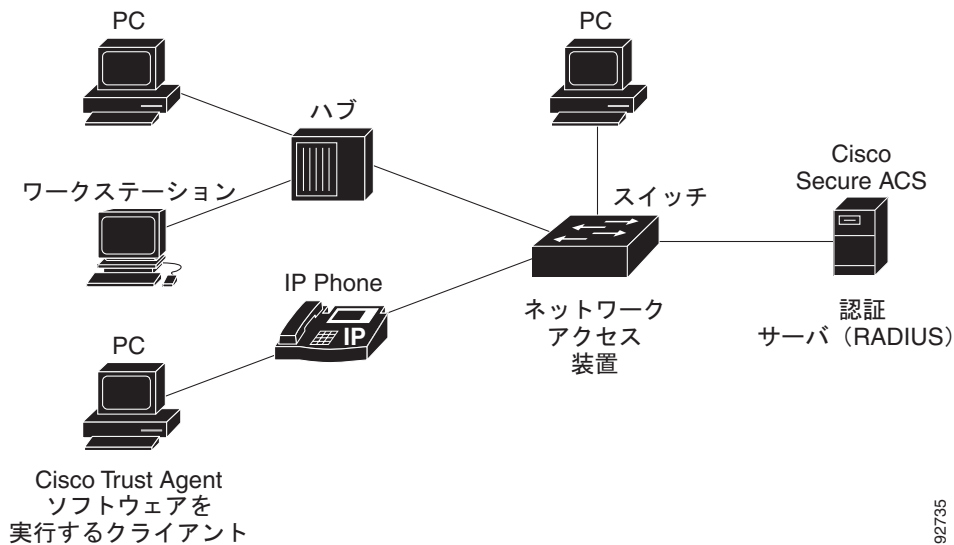 PC
PC
ハブ
Cisco
Secure ACS
ワークステーション
スイッチ
IP Phone
IP
ネットワーク
アクセス
装置
認証
サーバ（RADIUS）
PC
Cisco Trust Agent
ソフトウェアを
実行するクライアント
92735